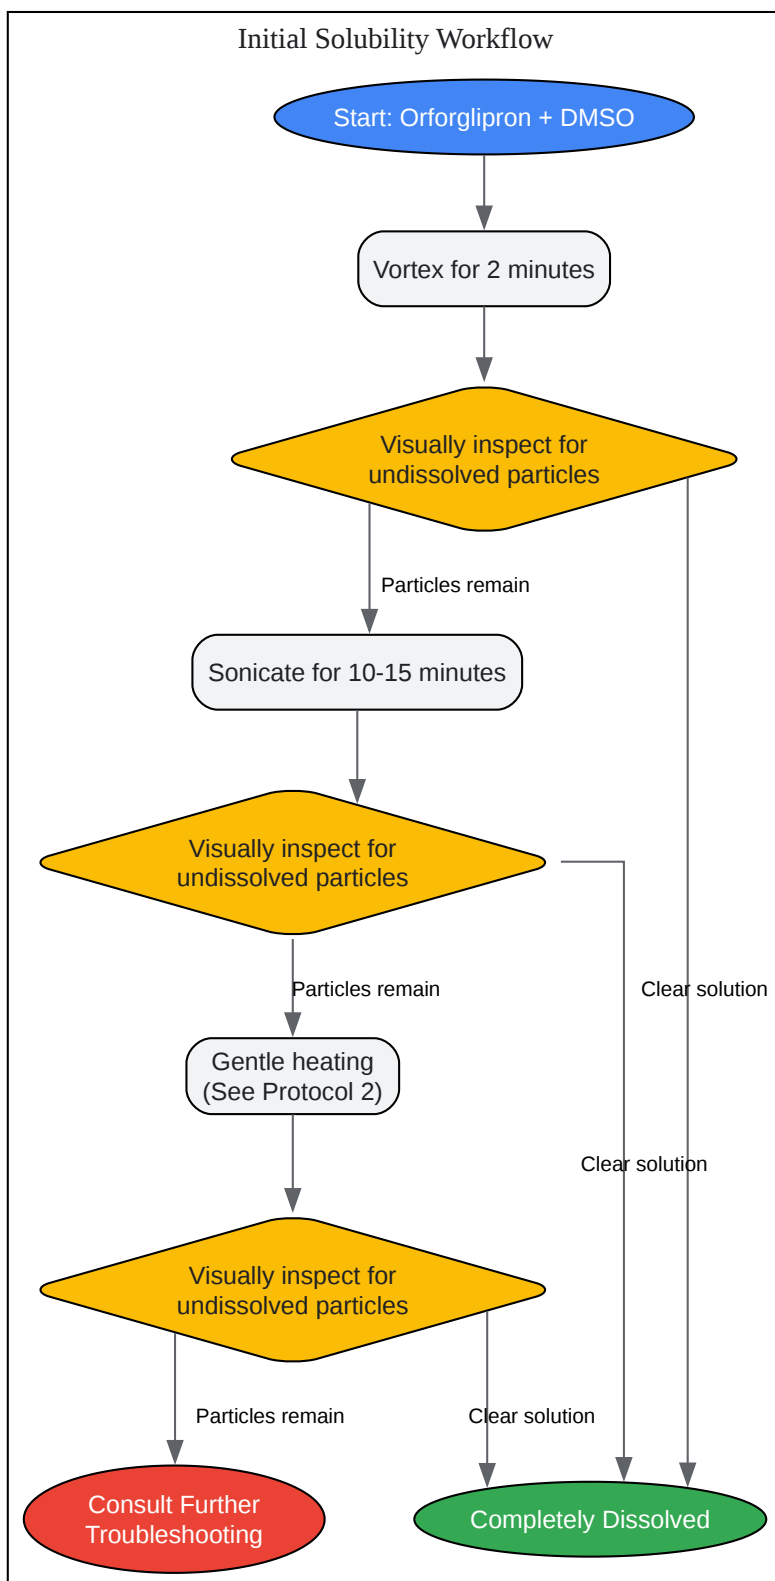 Initial Solubility Workflow
Start: Orforglipron + DMSO
Vortex for 2 minutes
Visually inspect for
undissolved particles
Particles remain
Sonicate for 10-15 minutes
Visually inspect for
undissolved particles
Particles remain
Clear solution
Gentle heating
(See Protocol 2)
Clear solution
Visually inspect for
undissolved particles
Particles remain
Clear solution
Consult Further
Troubleshooting
Completely Dissolved